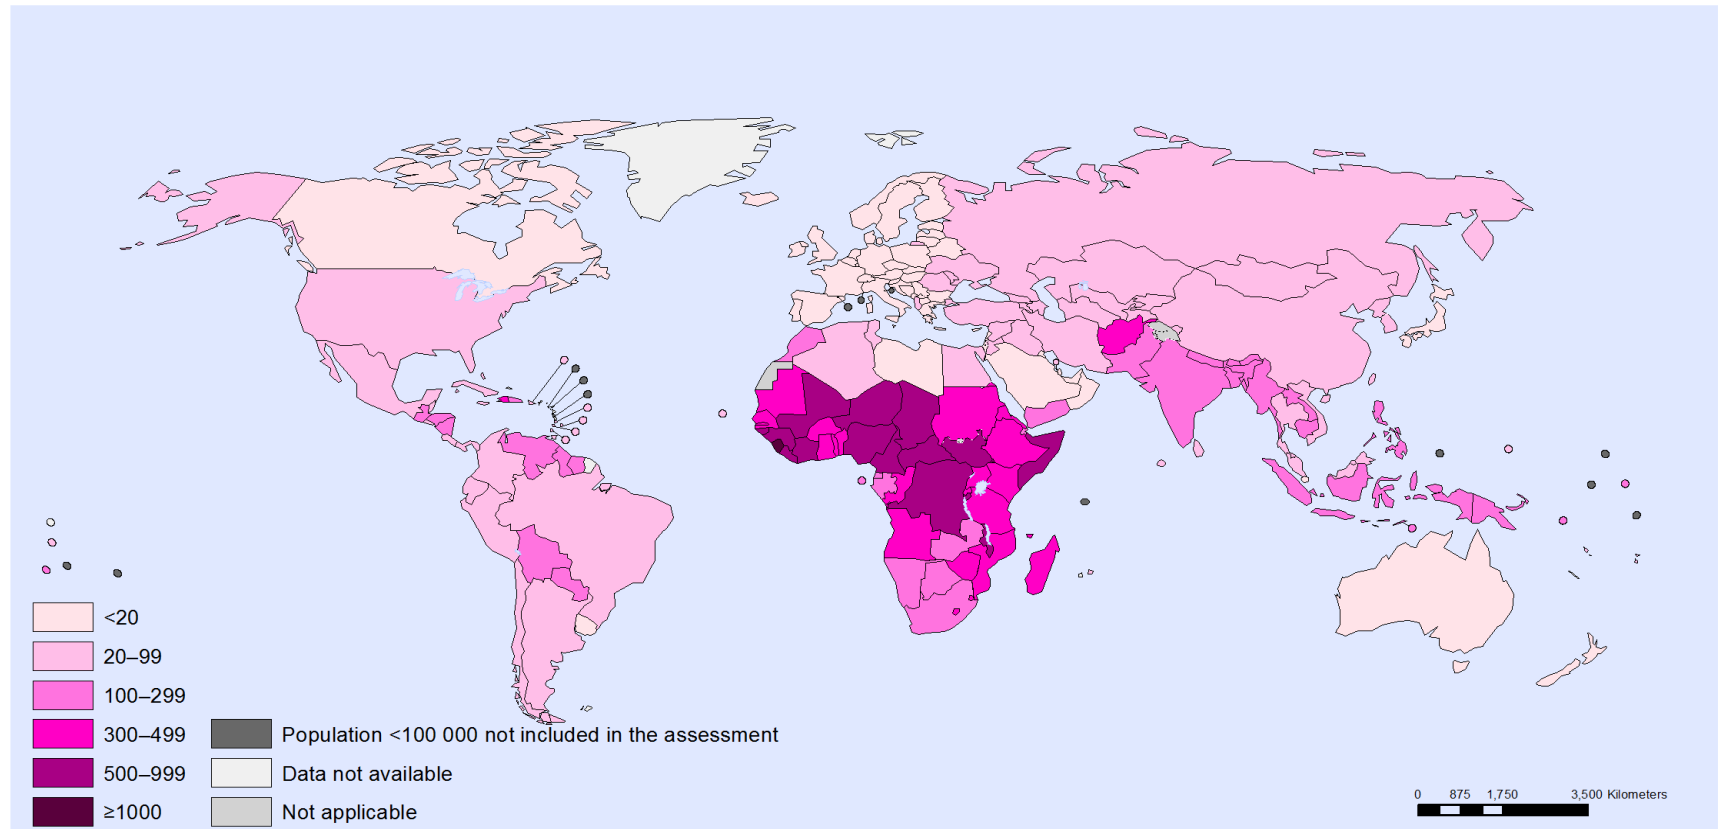 <20
20–99
100–299
300–499
500–999
≥1000
Population <100 000 not included in the assessment
Data not available
Not applicable
0 875 1,750 3,500 Kilometers